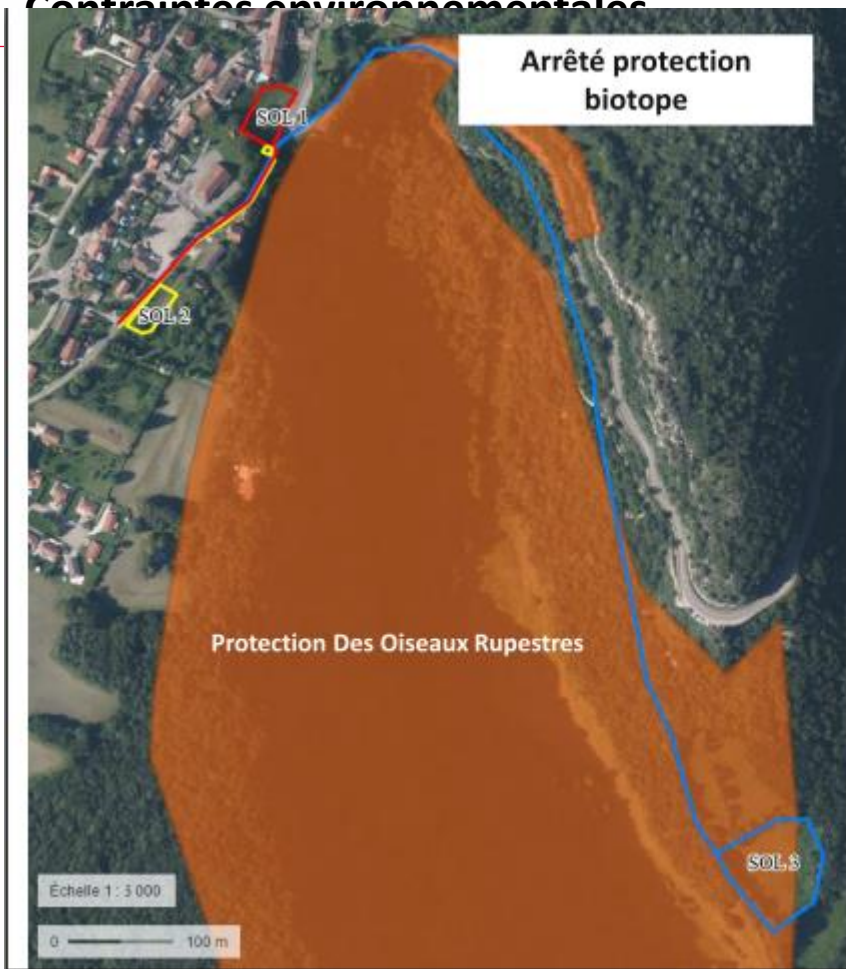 Contraintes environnementales
Arrêté protection
biotope
SOL 1
SOL 2
Protection Des Oiseaux Rupestres
SOL 3
Échelle 1 : 3 000
0 100 m